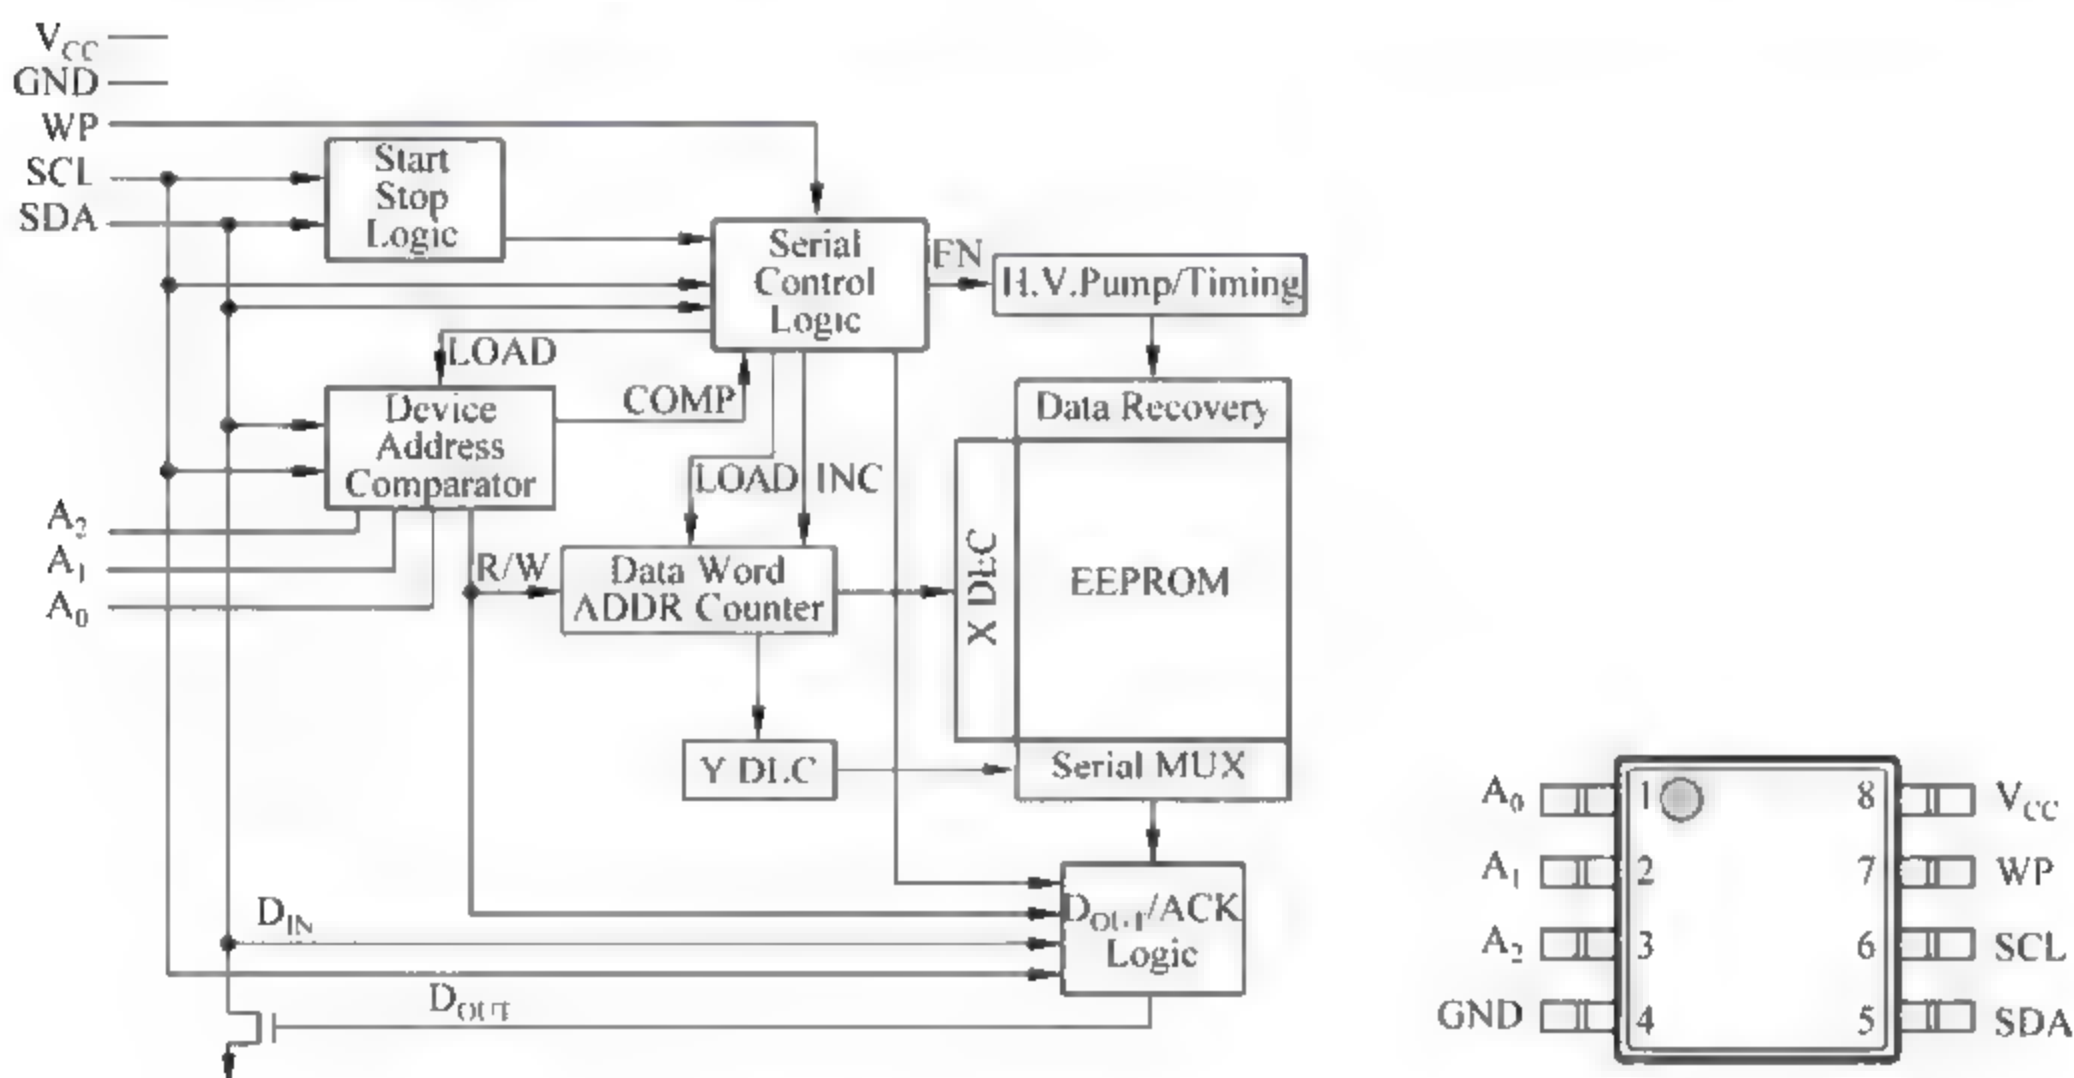 V_CC
GND
WP
SCL
SDA
Start
Stop
Logic
Serial
Control
Logic
EN
H.V.Pump/Timing
LOAD
COMP
Device
Address
Comparator
LOAD INC
Data Recovery
A_2
A_1
A_0
R/W
Data Word
ADDR Counter
X DEC
EEPROM
Y DEC
Serial MUX
D_IN
D_OUT/ACK
Logic
D_OUT
A_0 1 8 V_CC
A_1 2 7 WP
A_2 3 6 SCL
GND 4 5 SDA